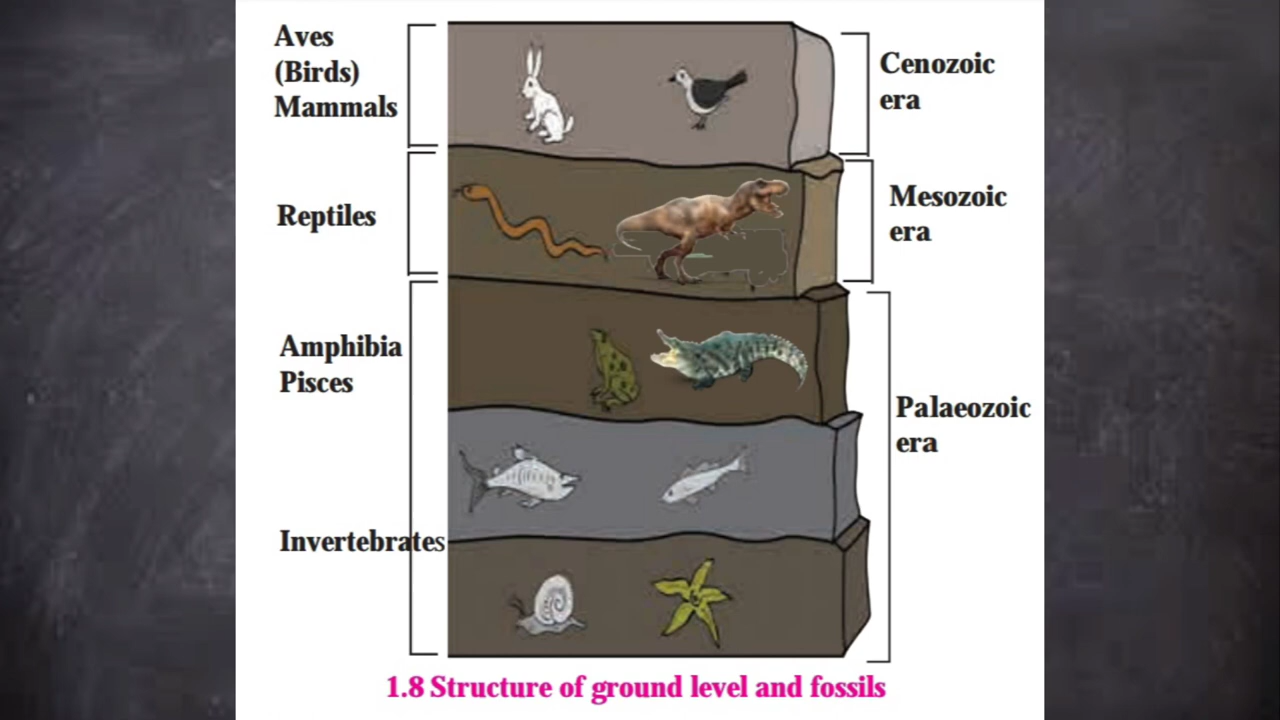 Aves
(Birds)
Mammals
Cenozoic
era
Reptiles
Mesozoic
era
Amphibia
Pisces
Palaeozoic
era
Invertebrates
1.8 Structure of ground level and fossils